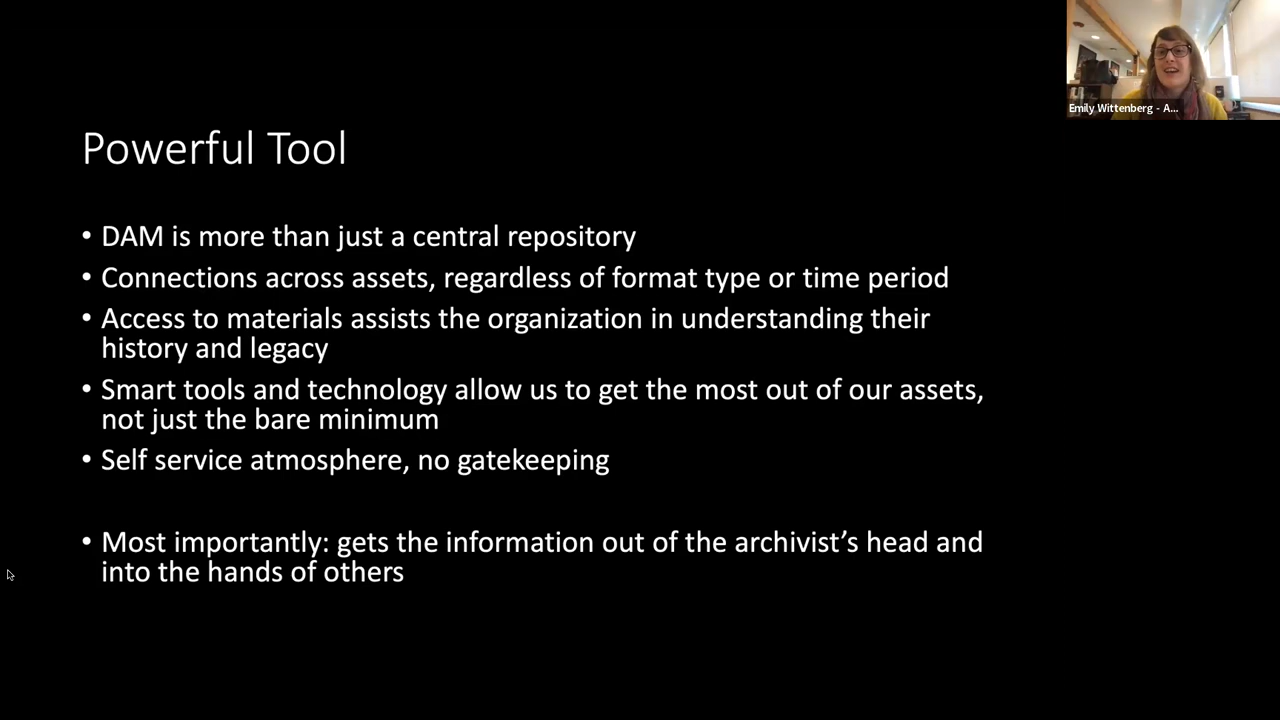 Emily Wittenberg - A...
Powerful Tool
• DAM is more than just a central repository
• Connections across assets, regardless of format type or time period
• Access to materials assists the organization in understanding their
history and legacy
• Smart tools and technology allow us to get the most out of our assets,
not just the bare minimum
• Self service atmosphere, no gatekeeping
• Most importantly: gets the information out of the archivist’s head and
into the hands of others